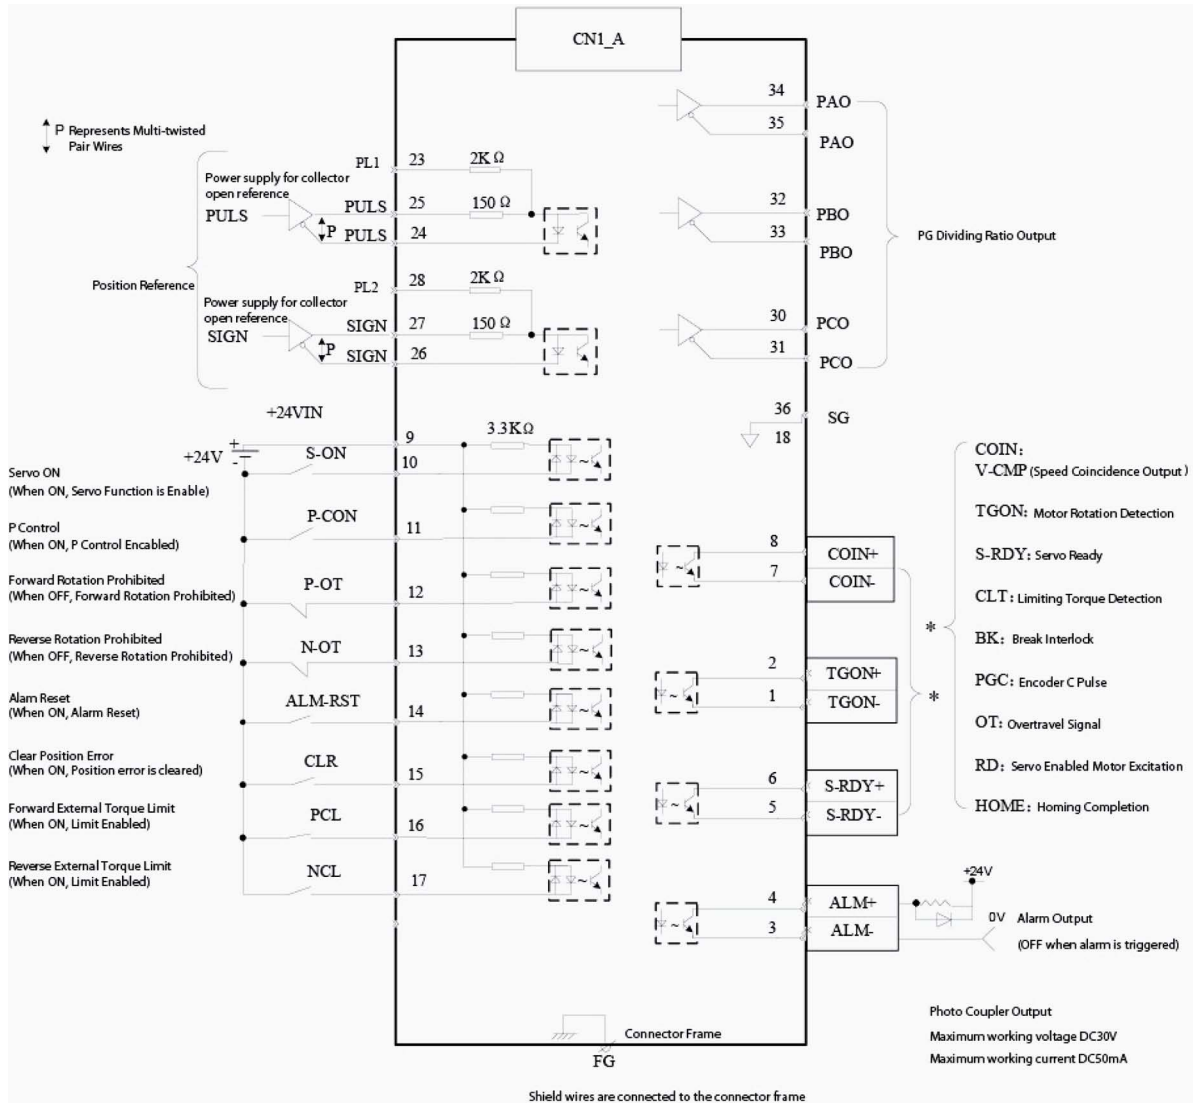 CN1_A
P Represents Multi-twisted
Pair Wires
PL1
23
2KΩ
Power supply for collector
open reference
PULS
PULS
25
150 Ω
P
PULS
24
Position Reference
PL2
28
2KΩ
Power supply for collector
open reference
SIGN
SIGN
27
150 Ω
P
SIGN
26
34
PAO
35
PAO
32
PBO
33
PBO
PG Dividing Ratio Output
30
PCO
31
PCO
36
SG
18
+24VIN
9
3.3KΩ
+24V
+
-
S-ON
10
Servo ON
(When ON, Servo Function is Enable)
P-CON
11
P Control
(When ON, P Control Encabled)
P-OT
12
Forward Rotation Prohibited
(When OFF, Forward Rotation Prohibited)
N-OT
13
Reverse Rotation Prohibited
(When OFF, Reverse Rotation Prohibited)
ALM-RST
14
Alam Reset
(When ON, Alarm Reset)
CLR
15
Clear Position Error
(When ON, Position error is cleared)
PCL
16
Forward External Torque Limit
(When ON, Limit Enabled)
NCL
17
Reverse External Torque Limit
(When ON, Limit Enabled)
8
COIN+
7
COIN-
2
TGON+
1
TGON-
6
S-RDY+
5
S-RDY-
4
ALM+
3
ALM-
*
*
COIN:
V-CMP (Speed Coincidence Output)
TGON: Motor Rotation Detection
S-RDY: Servo Ready
CLT: Limiting Torque Detection
BK: Break Interlock
PGC: Encoder C Pulse
OT: Overtravel Signal
RD: Servo Enabled Motor Excitation
HOME: Homing Completion
+24V
0V
Alarm Output
(OFF when alarm is triggered)
Photo Coupler Output
Maximum working voltage DC30V
Maximum working current DC50mA
Connector Frame
FG
Shield wires are connected to the connector frame